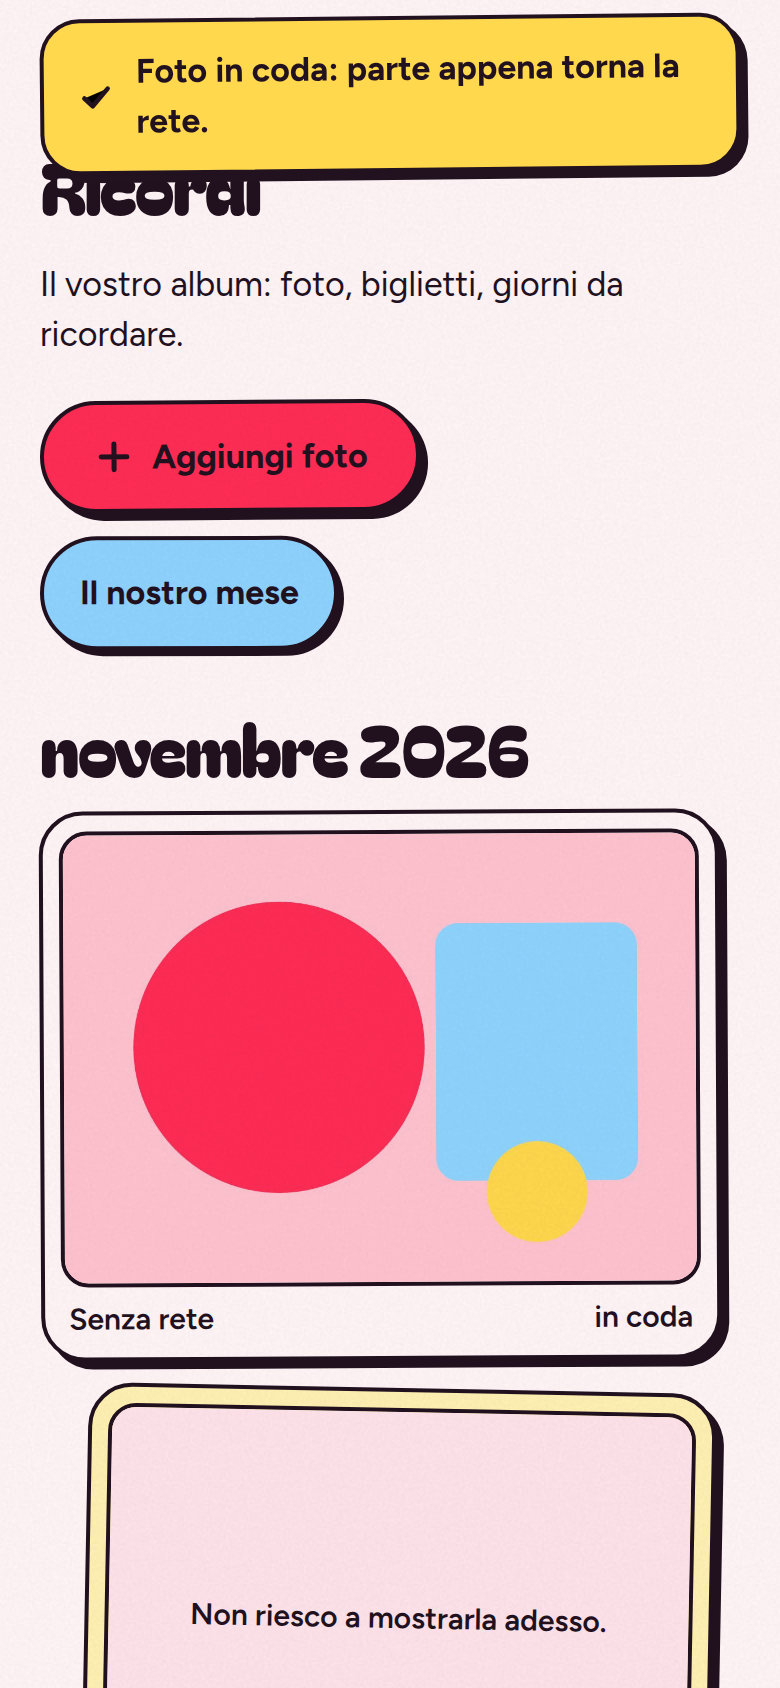 Foto in coda: parte appena torna la
rete.
Ricordi
Il vostro album: foto, biglietti, giorni da
ricordare.
Aggiungi foto
Il nostro mese
novembre 2026
Senza rete
in coda
Non riesco a mostrarla adesso.